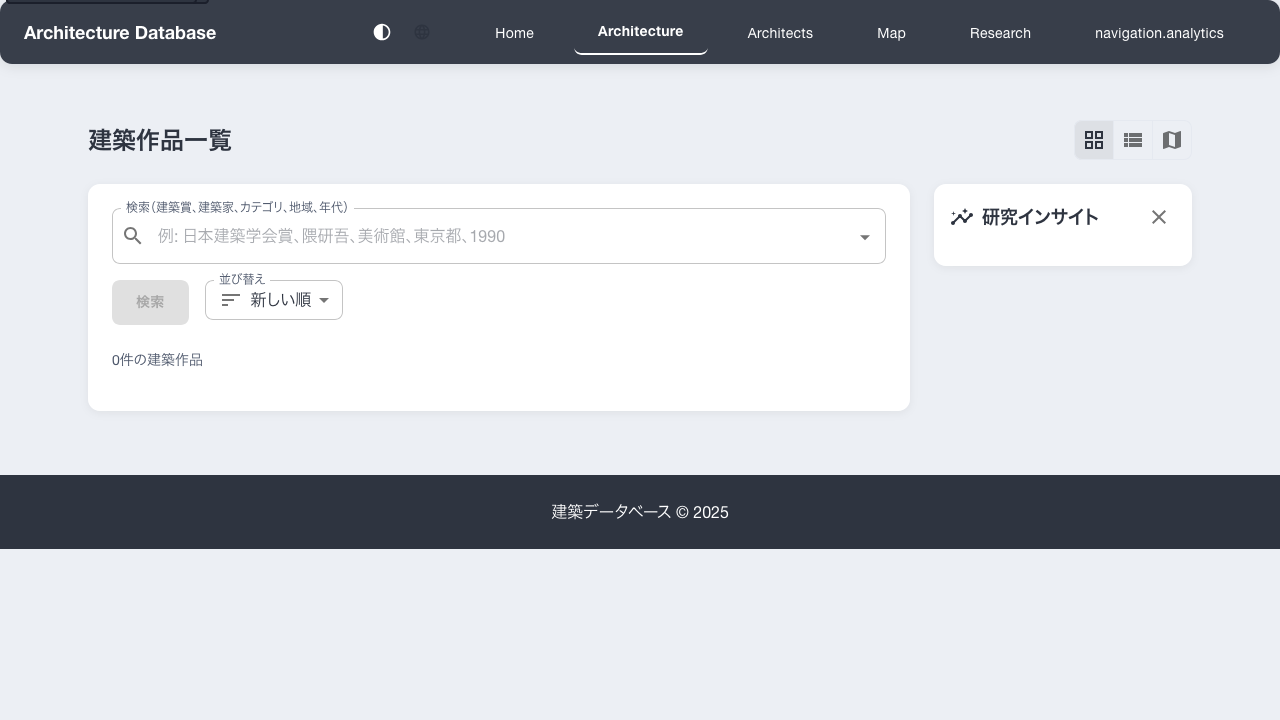 Architecture Database
Home
Architecture
Architects
Map
Research
navigation.analytics
建築作品一覧
検索（建築賞、建築家、カテゴリ、地域、年代）
例: 日本建築学会賞、隈研吾、美術館、東京都、1990
検索
並び替え
新しい順
0件の建築作品
研究インサイト
建築データベース © 2025